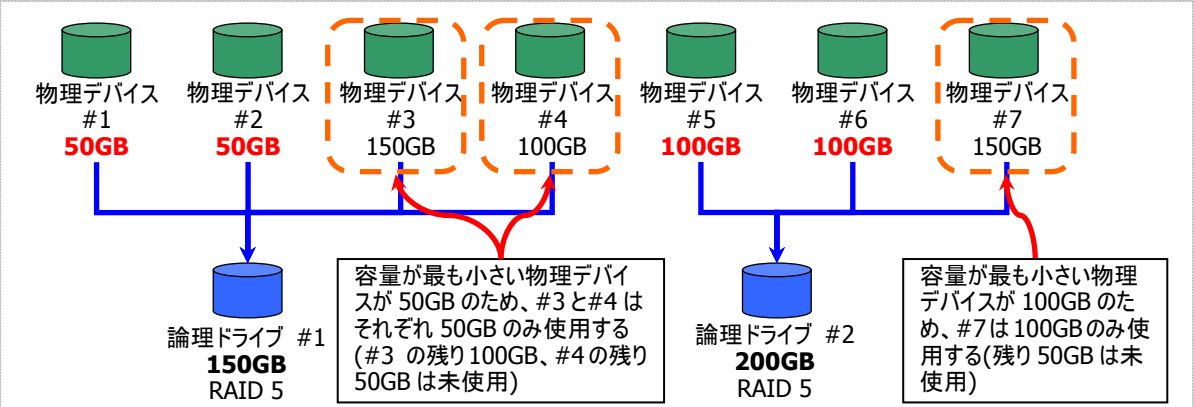 物理デバイス
#1
50GB
物理デバイス
#2
50GB
物理デバイス
#3
150GB
物理デバイス
#4
100GB
物理デバイス
#5
100GB
物理デバイス
#6
100GB
物理デバイス
#7
150GB
論理ドライブ #1
150GB
RAID 5
容量が最も小さい物理デバイ
スが 50GB のため、#3 と#4 は
それぞれ 50GB のみ使用する
(#3 の残り 100GB、#4 の残り
50GB は未使用)
論理ドライブ #2
200GB
RAID 5
容量が最も小さい物理
デバイスが 100GB のた
め、#7 は 100GB のみ使
用する(残り 50GB は未
使用)